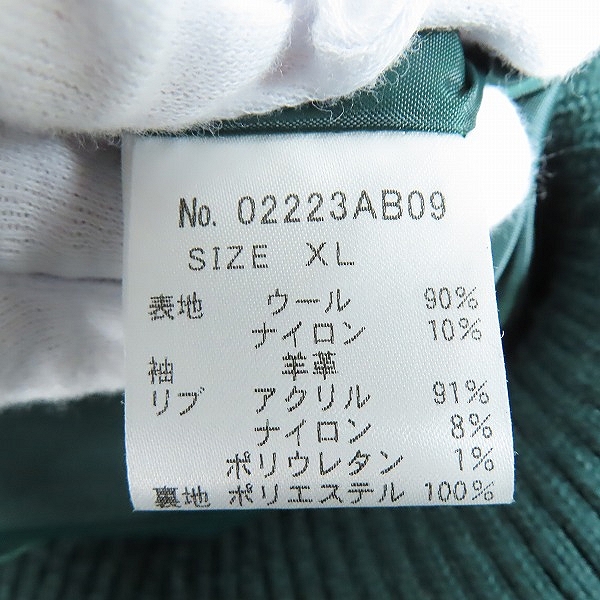 No. 02223AB09
SIZE XL
表地 ウール 90%
ナイロン 10%
袖 羊革
リブ アクリル 91%
ナイロン 8%
ポリウレタン 1%
裏地 ポリエステル 100%